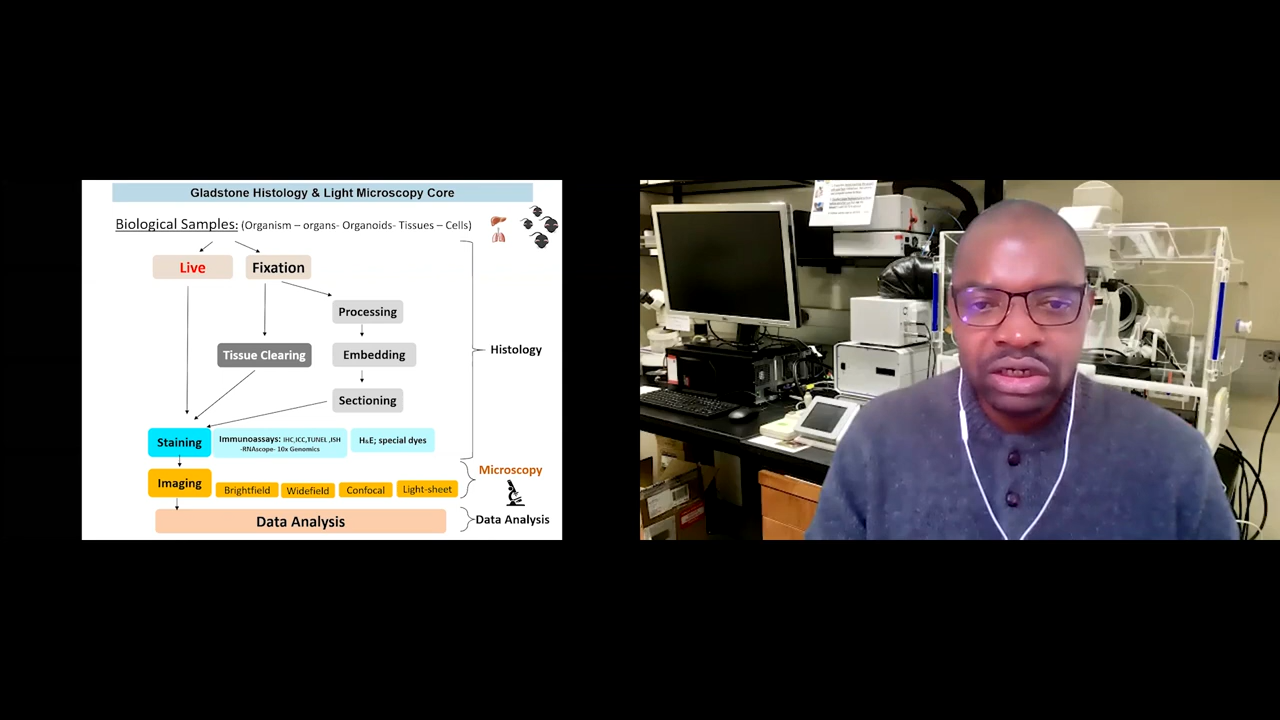 Gladstone Histology & Light Microscopy Core
Biological Samples: (Organism – organs- Organoids- Tissues – Cells)
Live
Fixation
Processing
Histology
Tissue Clearing
Embedding
Sectioning
Staining
Immunoassays: IHC,ICC,TUNEL ,ISH
-RNAscope- 10x Genomics
H&E; special dyes
Microscopy
Imaging
Brightfield
Widefield
Confocal
Light-sheet
Data Analysis
Data Analysis